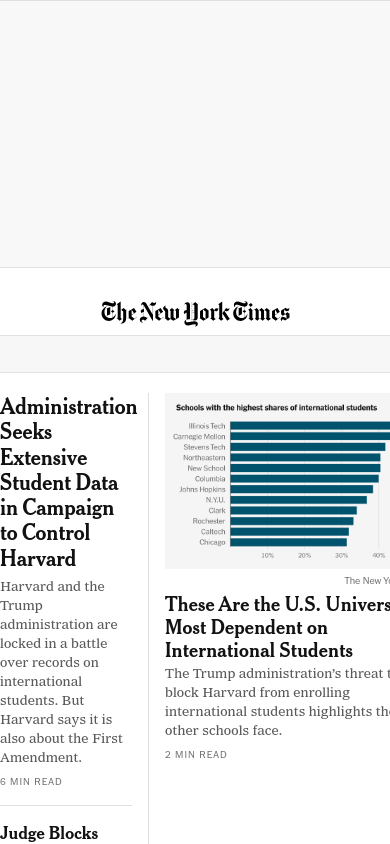 The New York Times
Administration
Seeks
Extensive
Student Data
in Campaign
to Control
Harvard
Harvard and the
Trump
administration are
locked in a battle
over records on
international
students. But
Harvard says it is
also about the First
Amendment.
6 MIN READ
Judge Blocks
Schools with the highest shares of international students
Illinois Tech
Carnegie Mellon
Stevens Tech
Northeastern
New School
Columbia
Johns Hopkins
N.Y.U.
Clark
Rochester
Caltech
Chicago
10% 20% 30% 40%
The New Yo
These Are the U.S. Univers
Most Dependent on
International Students
The Trump administration’s threat t
block Harvard from enrolling
international students highlights the
other schools face.
2 MIN READ